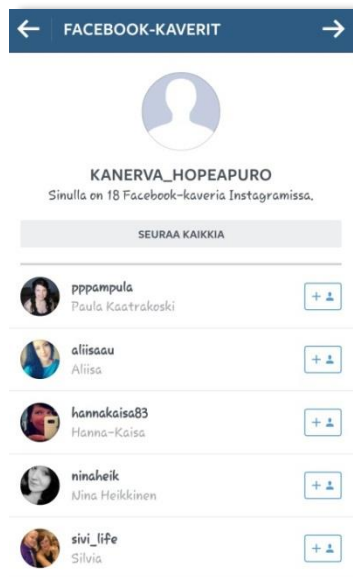 FACEBOOK-KAVERIT
KANERVA_HOPEAPURO
Sinulla on 18 Facebook-kaveria Instagramissa.
SEURAA KAIKKIA
pppampula
Paula Kaatrakoski
aliisaau
Aliisa
hannakaisa83
Hanna-Kaisa
ninaheik
Nina Heikkinen
sivi_life
Silvia